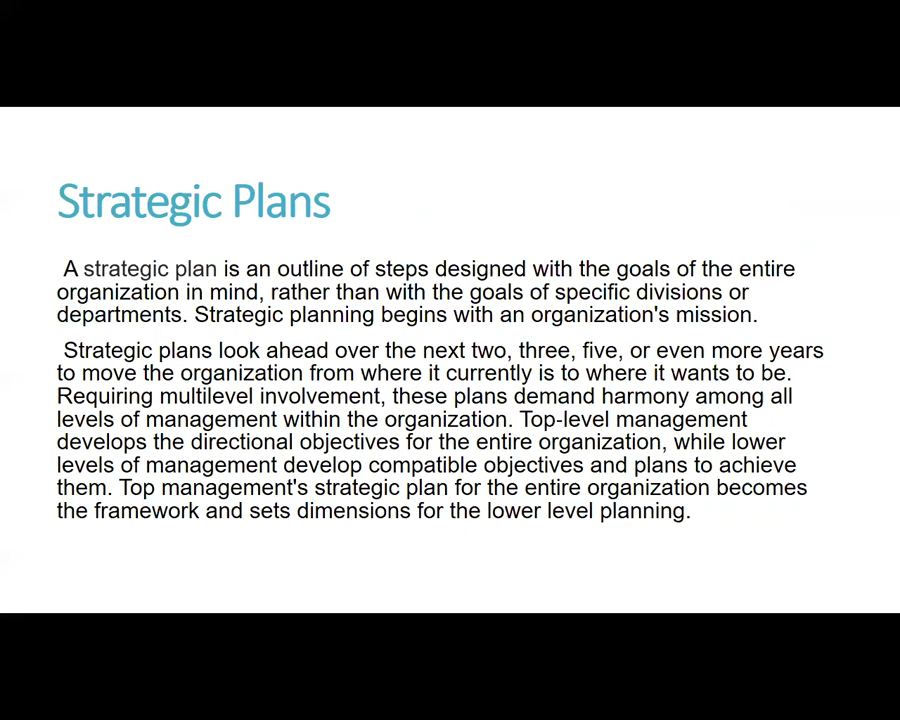 Strategic Plans
A strategic plan is an outline of steps designed with the goals of the entire
organization in mind, rather than with the goals of specific divisions or
departments. Strategic planning begins with an organization's mission.
Strategic plans look ahead over the next two, three, five, or even more years
to move the organization from where it currently is to where it wants to be.
Requiring multilevel involvement, these plans demand harmony among all
levels of management within the organization. Top-level management
develops the directional objectives for the entire organization, while lower
levels of management develop compatible objectives and plans to achieve
them. Top management's strategic plan for the entire organization becomes
the framework and sets dimensions for the lower level planning.